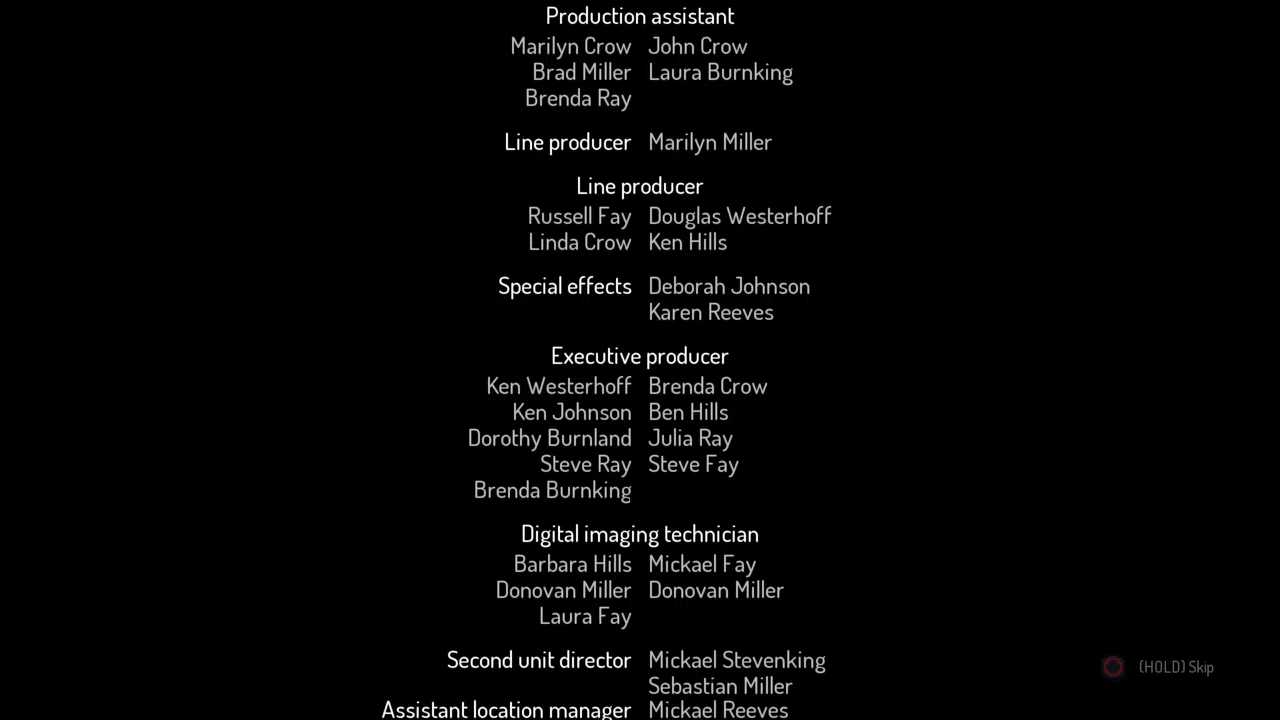 Production assistant
Marilyn Crow John Crow
Brad Miller Laura Burnking
Brenda Ray
Line producer Marilyn Miller
Line producer
Russell Fay Douglas Westerhoff
Linda Crow Ken Hills
Special effects Deborah Johnson
Karen Reeves
Executive producer
Ken Westerhoff Brenda Crow
Ken Johnson Ben Hills
Dorothy Burnland Julia Ray
Steve Ray Steve Fay
Brenda Burnking
Digital imaging technician
Barbara Hills Mickael Fay
Donovan Miller Donovan Miller
Laura Fay
Second unit director Mickael Stevenking
(HOLD) Skip
Sebastian Miller
Assistant location manager Mickael Reeves